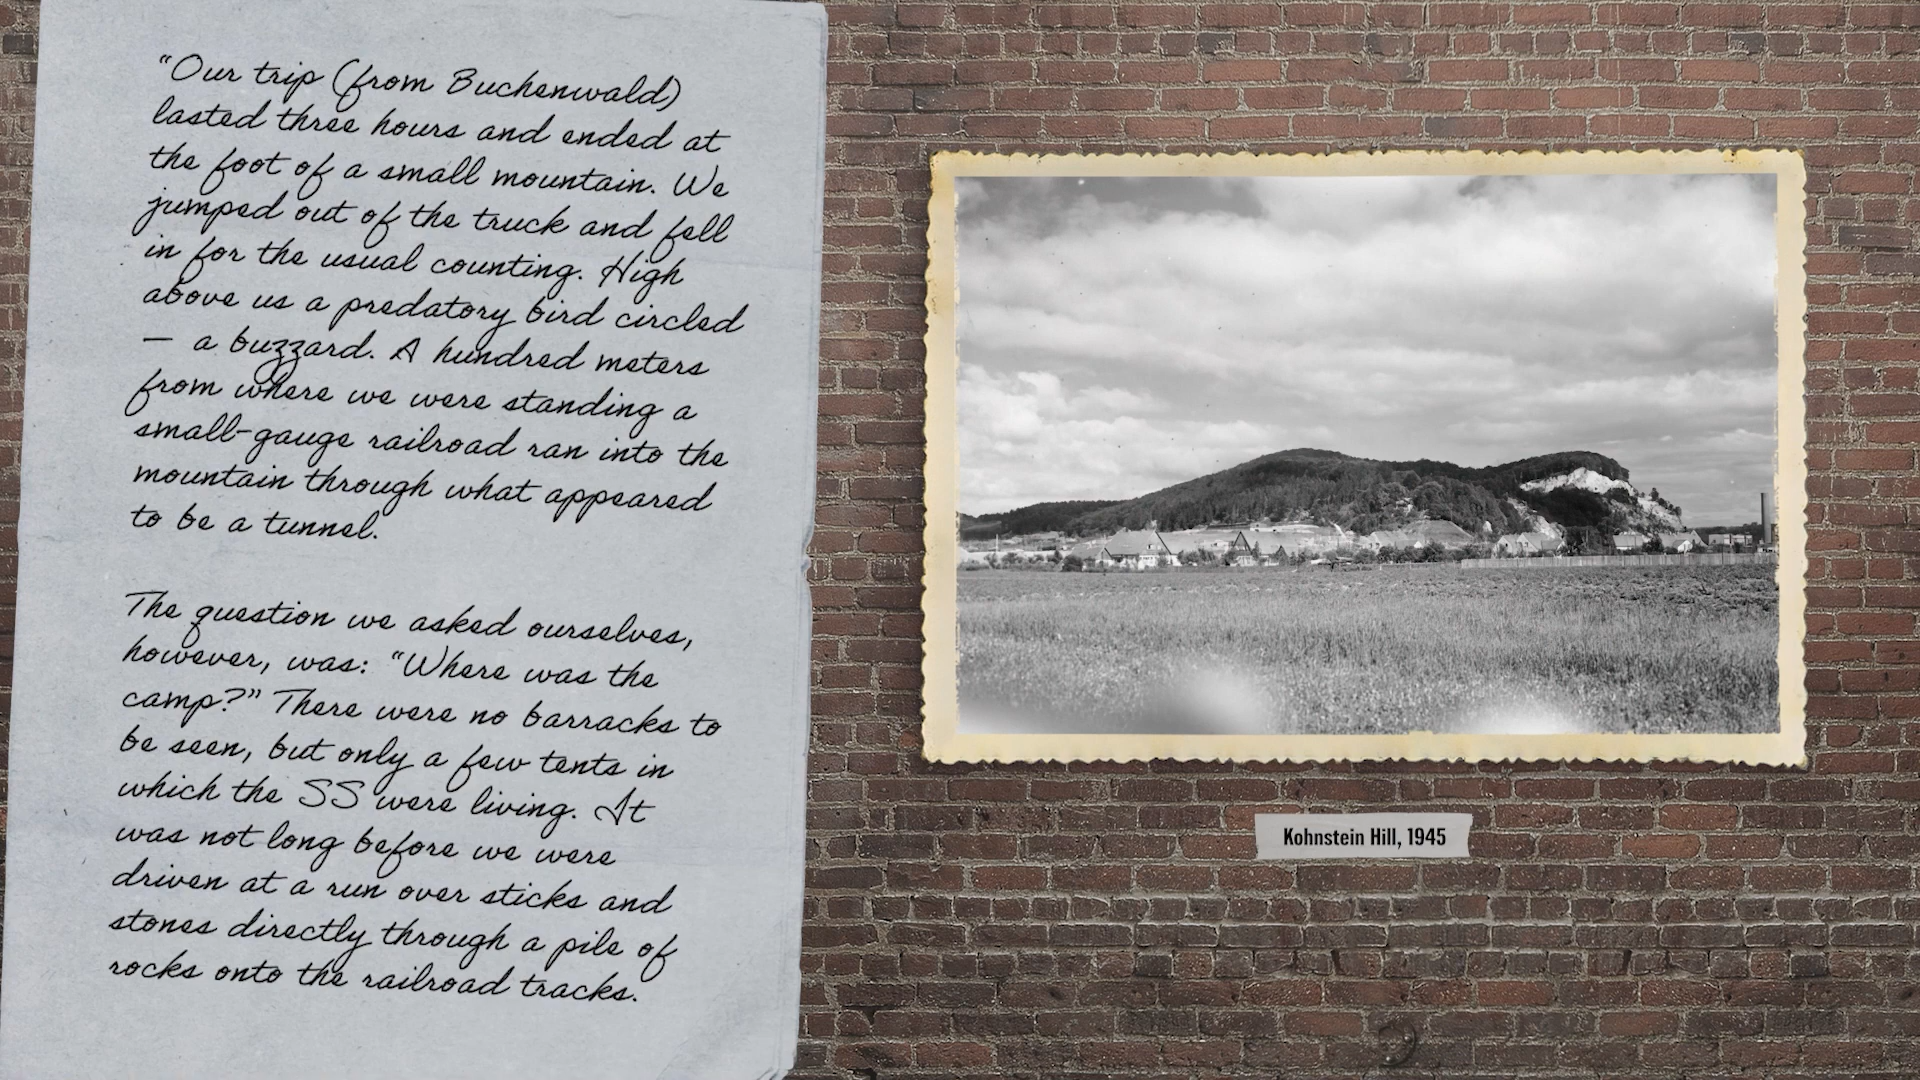 “Our trip (from Buchenwald)
lasted three hours and ended at
the foot of a small mountain. We
jumped out of the truck and fell
in for the usual counting. High
above us a predatory bird circled
— a buzzard. A hundred meters
from where we were standing a
small-gauge railroad ran into the
mountain through what appeared
to be a tunnel.
The question we asked ourselves,
however, was: “Where was the
camp?” There were no barracks to
be seen, but only a few tents in
which the SS were living. It
was not long before we were
driven at a run over sticks and
stones directly through a pile of
rocks onto the railroad tracks.
Kohnstein Hill, 1945